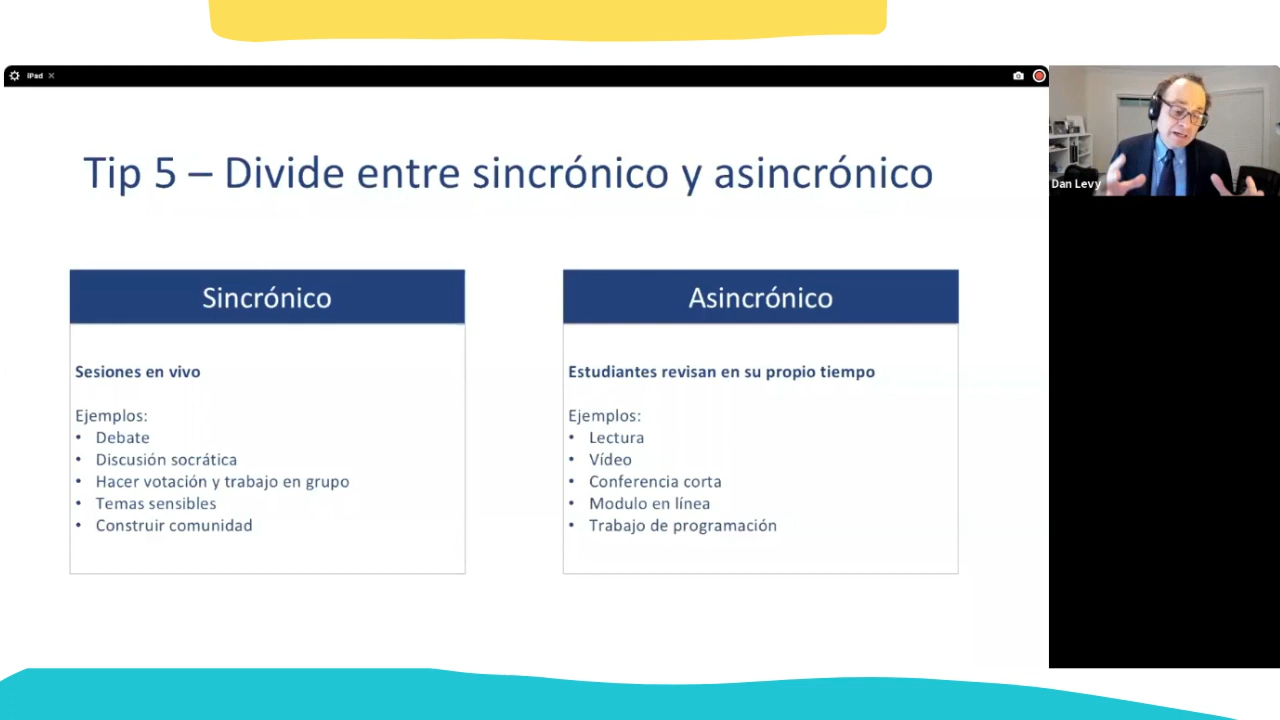 iPad
Tip 5 – Divide entre sincrónico y asincrónico
Sincrónico
Sesiones en vivo
Ejemplos:
• Debate
• Discusión socrática
• Hacer votación y trabajo en grupo
• Temas sensibles
• Construir comunidad
Asincrónico
Estudiantes revisan en su propio tiempo
Ejemplos:
• Lectura
• Vídeo
• Conferencia corta
• Modulo en línea
• Trabajo de programación
Dan Levy